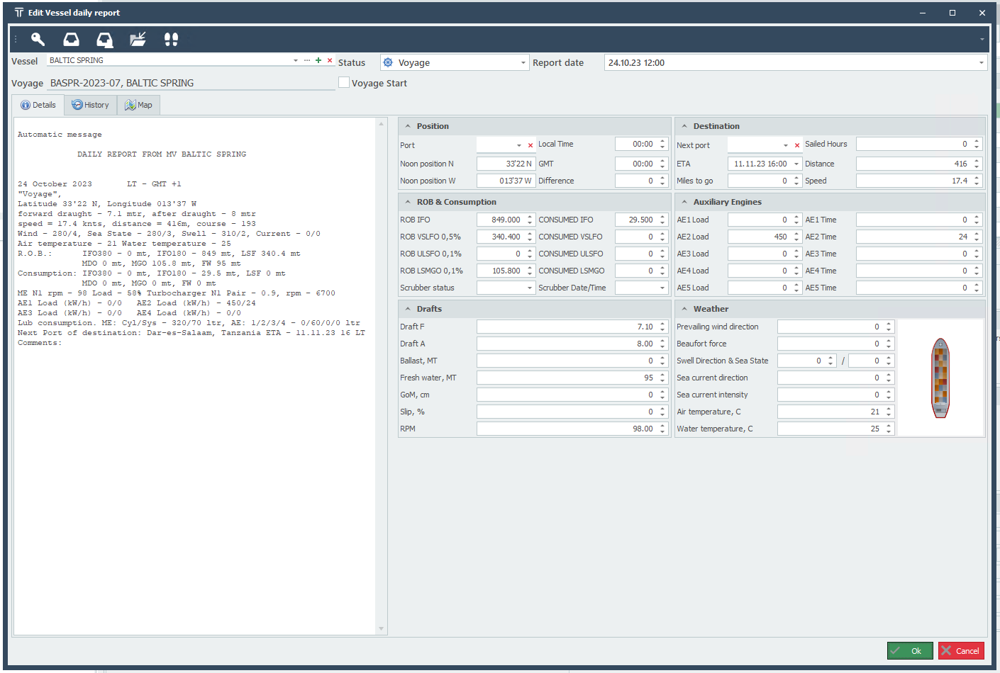 Edit Vessel daily report
Vessel BALTIC SPRING Status Voyage Report date 24.10.23 12:00
Voyage BASPR-2023-07, BALTIC SPRING Voyage Start
Details History Map
Automatic message
DAILY REPORT FROM MV BALTIC SPRING
24 October 2023 LT - GMT +1
"Voyage",
Latitude 33'22 N, Longitude 013'37 W
forward draught - 7.1 mtr, after draught - 8 mtr
speed = 17.4 knts, distance = 416m, course - 193
Wind - 280/4, Sea State - 280/3, Swell - 310/2, Current - 0/0
Air temperature - 21 Water temperature - 25
R.O.B.: IFO380 - 0 mt, IFO180 - 849 mt, LSF 340.4 mt
MDO 0 mt, MGO 105.8 mt, FW 95 mt
Consumption: IFO380 - 0 mt, IFO180 - 29.5 mt, LSF 0 mt
MDO 0 mt, MGO 0 mt, FW 0 mt
ME N1 rpm - 98 Load - 58% Turbocharger N1 Pair - 0.9, rpm - 6700
AE1 Load (kW/h) - 0/0 AE2 Load (kW/h) - 450/24
AE3 Load (kW/h) - 0/0 AE4 Load (kW/h) - 0/0
Lub consumption. ME: Cyl/Sys - 320/70 ltr, AE: 1/2/3/4 - 0/60/0/0 ltr
Next Port of destination: Dar-es-Salaam, Tanzania ETA - 11.11.23 16 LT
Comments:
Position
Port Local Time 00:00
Noon position N 33'22 N GMT 00:00
Noon position W 013'37 W Difference 0
Destination
Next port Sailed Hours 0
ETA 11.11.23 16:00 Distance 416
Miles to go 0 Speed 17.4
ROB & Consumption
ROB IFO 849.000 CONSUMED IFO 29.500
ROB VSLFO 0,5% 340.400 CONSUMED VSLFO 0
ROB ULSFO 0,1% 0 CONSUMED ULSFO 0
ROB LSMGO 0,1% 105.800 CONSUMED LSMGO 0
Scrubber status Scrubber Date/Time
Auxiliary Engines
AE1 Load 0 AE1 Time 0
AE2 Load 450 AE2 Time 24
AE3 Load 0 AE3 Time 0
AE4 Load 0 AE4 Time 0
AE5 Load 0 AE5 Time 0
Drafts
Draft F 7.10
Draft A 8.00
Ballast, MT 0
Fresh water, MT 95
GoM, cm 0
Slip, % 0
RPM 98.00
Weather
Prevailing wind direction 0
Beaufort force 0
Swell Direction & Sea State 0 / 0
Sea current direction 0
Sea current intensity 0
Air temperature, C 21
Water temperature, C 25
Ok Cancel